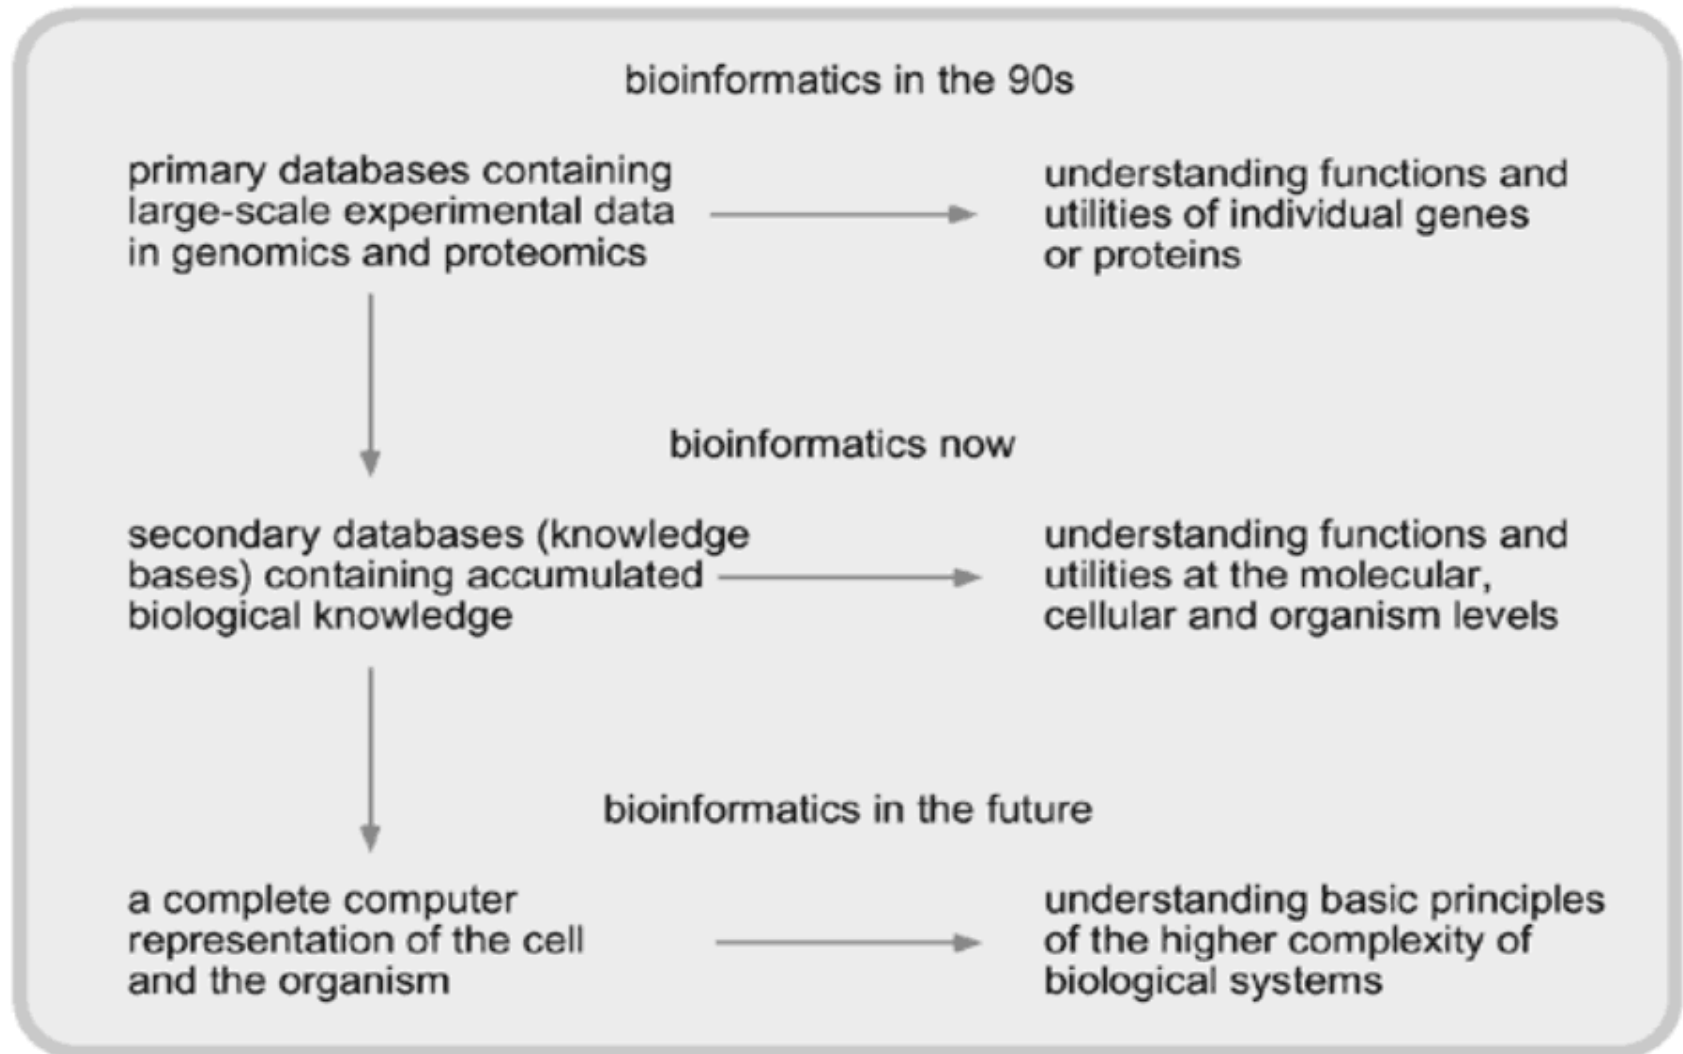 bioinformatics in the 90s
primary databases containing
large-scale experimental data
in genomics and proteomics
understanding functions and
utilities of individual genes
or proteins
bioinformatics now
secondary databases (knowledge
bases) containing accumulated
biological knowledge
understanding functions and
utilities at the molecular,
cellular and organism levels
bioinformatics in the future
a complete computer
representation of the cell
and the organism
understanding basic principles
of the higher complexity of
biological systems